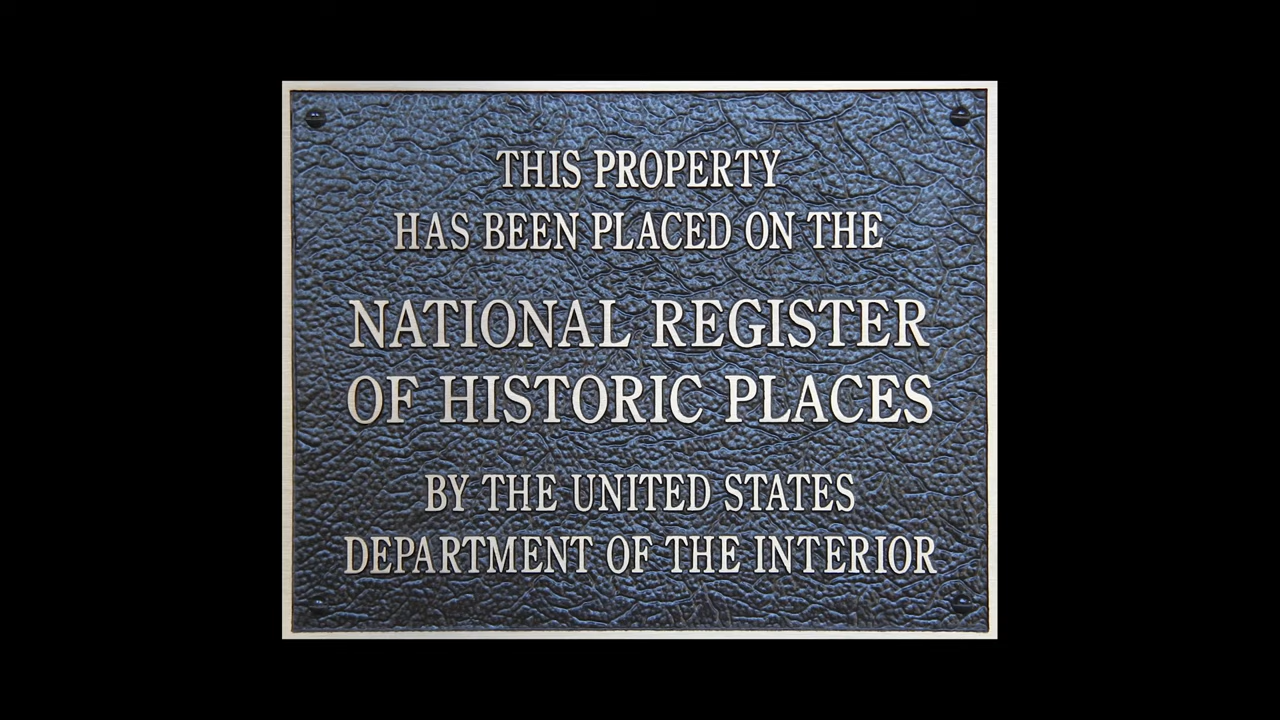 THIS PROPERTY
HAS BEEN PLACED ON THE
NATIONAL REGISTER
OF HISTORIC PLACES
BY THE UNITED STATES
DEPARTMENT OF THE INTERIOR